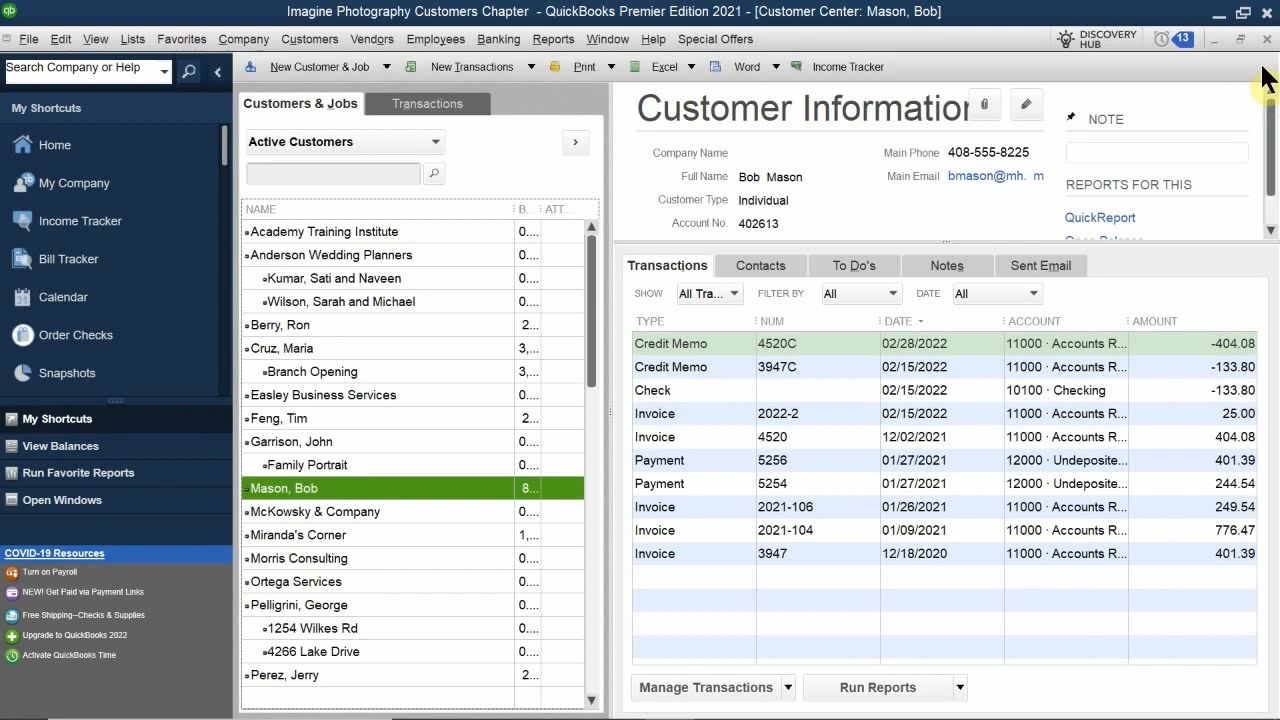 Imagine Photography Customers Chapter - QuickBooks Premier Edition 2021 - [Customer Center: Mason, Bob]
File Edit View Lists Favorites Company Customers Vendors Employees Banking Reports Window Help Special Offers
DISCOVERY HUB 13
Search Company or Help
New Customer & Job New Transactions Print Excel Word Income Tracker
My Shortcuts
Home
My Company
Income Tracker
Bill Tracker
Calendar
Order Checks
Snapshots
My Shortcuts
View Balances
Run Favorite Reports
Open Windows
COVID-19 Resources
Turn on Payroll
NEW! Get Paid via Payment Links
Free Shipping--Checks & Supplies
Upgrade to QuickBooks 2022
Activate QuickBooks Time
Customers & Jobs Transactions
Active Customers
NAME B... ATT...
Academy Training Institute 0....
Anderson Wedding Planners 0....
Kumar, Sati and Naveen 0....
Wilson, Sarah and Michael 0....
Berry, Ron 2...
Cruz, Maria 3,...
Branch Opening 3,...
Easley Business Services 0....
Feng, Tim 2...
Garrison, John 0....
Family Portrait 0....
Mason, Bob 8...
McKowsky & Company 0....
Miranda's Corner 1,...
Morris Consulting 0....
Ortega Services 0....
Pelligrini, George 0....
1254 Wilkes Rd 0....
4266 Lake Drive 0....
Perez, Jerry 2...
Customer Information
Company Name
Full Name Bob Mason
Customer Type Individual
Account No. 402613
Main Phone 408-555-8225
Main Email bmason@mh. m
NOTE
REPORTS FOR THIS
QuickReport
Open Balance
Transactions Contacts To Do's Notes Sent Email
SHOW All Tra... FILTER BY All DATE All
TYPE NUM DATE ACCOUNT AMOUNT
Credit Memo 4520C 02/28/2022 11000 · Accounts R... -404.08
Credit Memo 3947C 02/15/2022 11000 · Accounts R... -133.80
Check 02/15/2022 10100 · Checking -133.80
Invoice 2022-2 02/15/2022 11000 · Accounts R... 25.00
Invoice 4520 12/02/2021 11000 · Accounts R... 404.08
Payment 5256 01/27/2021 12000 · Undeposite... 401.39
Payment 5254 01/27/2021 12000 · Undeposite... 244.54
Invoice 2021-106 01/26/2021 11000 · Accounts R... 249.54
Invoice 2021-104 01/09/2021 11000 · Accounts R... 776.47
Invoice 3947 12/18/2020 11000 · Accounts R... 401.39
Manage Transactions Run Reports